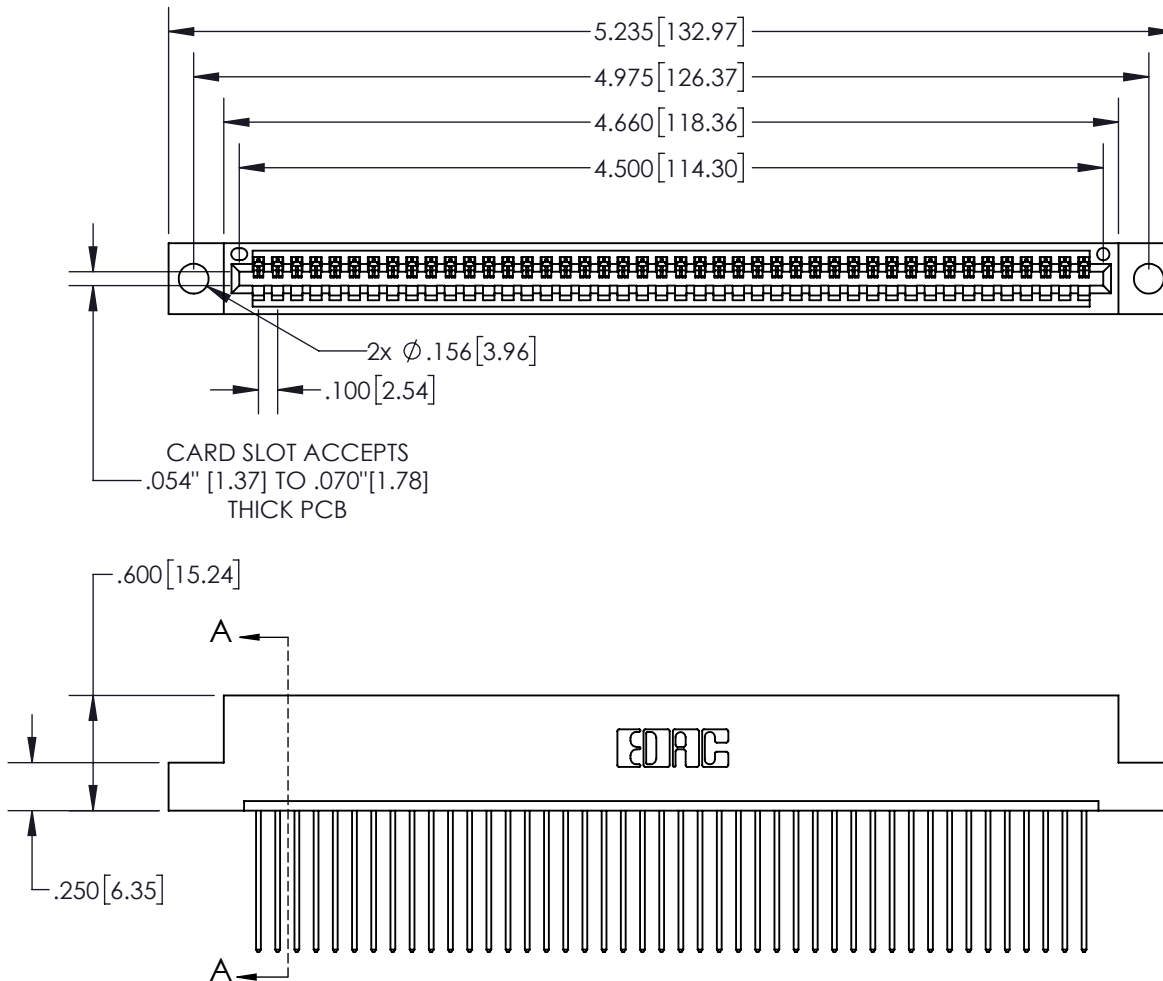 5.235[132.97]
4.975[126.37]
4.660[118.36]
4.500[114.30]
2x ∅.156[3.96]
.100[2.54]
CARD SLOT ACCEPTS
.054" [1.37] TO .070"[1.78]
THICK PCB
.600[15.24]
A
EDAC
.250[6.35]
A